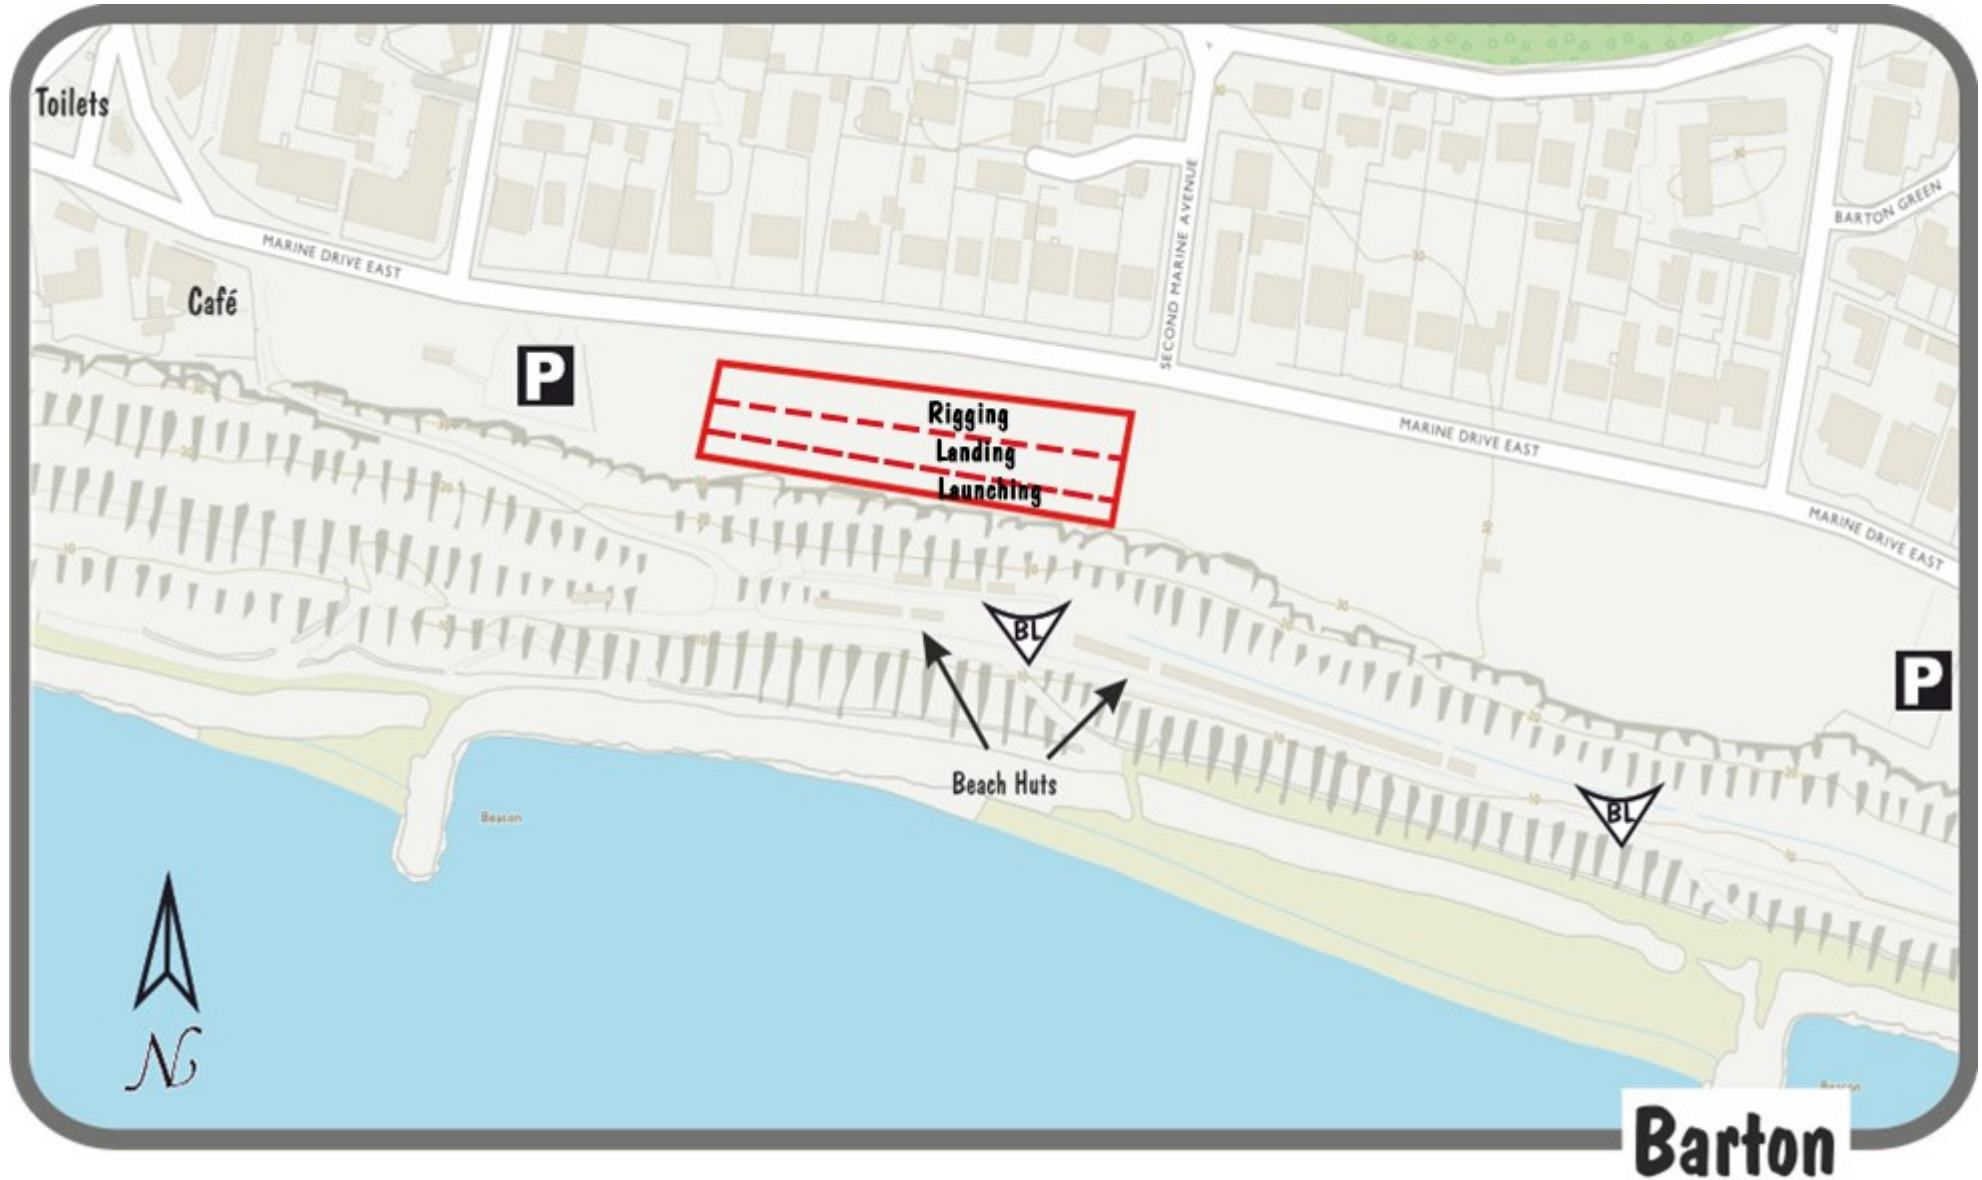 Toilets
BARTON GREEN
SECOND MARINE AVENUE
MARINE DRIVE EAST
Café
P
Rigging
Landing
Launching
MARINE DRIVE EAST
MARINE DRIVE EAST
BL
P
Beach Huts
BL
Beacon
N
Beacon
Barton